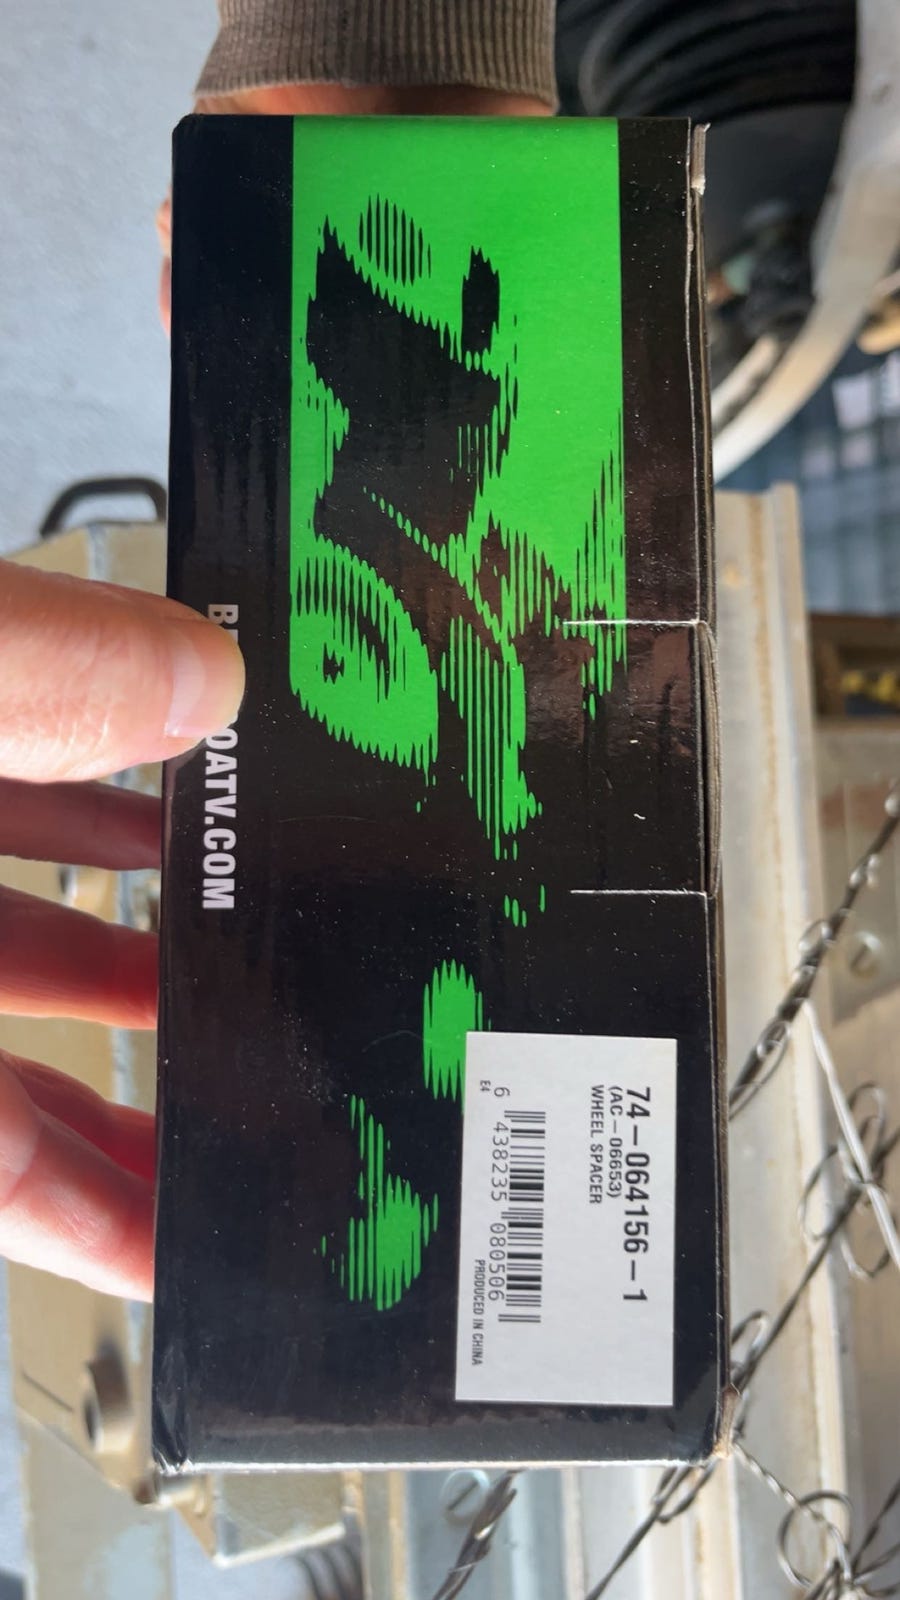 OATV.COM
74-064156-1
(AC-06653)
WHEEL SPACER
6 438235 080506
E4
PRODUCED IN CHINA